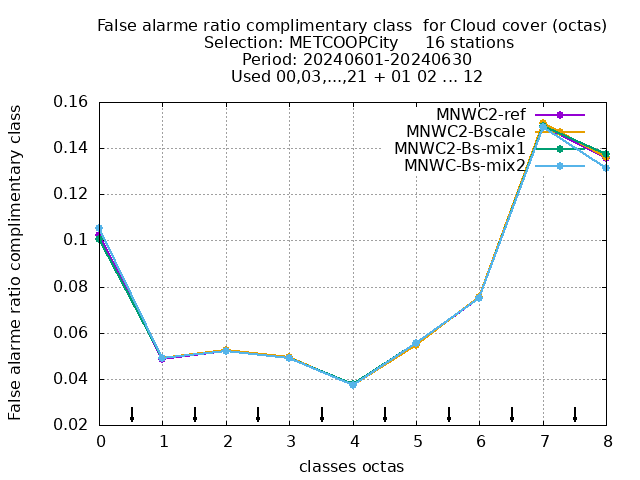 False alarme ratio complimentary class  for Cloud cover (octas)
Selection: METCOOPCity     16 stations
Period: 20240601-20240630
Used 00,03,...,21 + 01 02 ... 12
False alarme ratio complimentary class
0.16
0.14
0.12
0.1
0.08
0.06
0.04
0.02
MNWC2-ref
MNWC2-Bscale
MNWC2-Bs-mix1
MNWC-Bs-mix2
0 1 2 3 4 5 6 7 8
classes octas